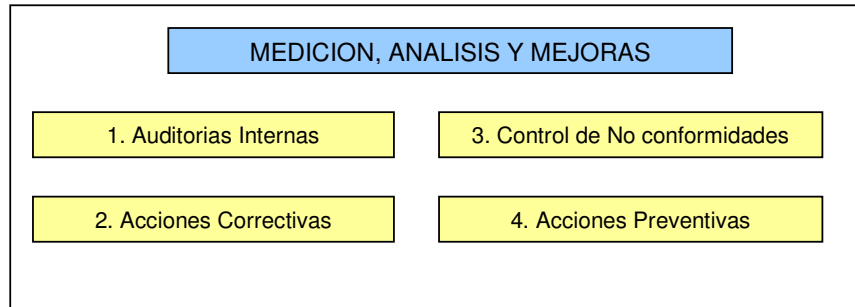 MEDICION, ANALISIS Y MEJORAS
1. Auditorias Internas
3. Control de No conformidades
2. Acciones Correctivas
4. Acciones Preventivas